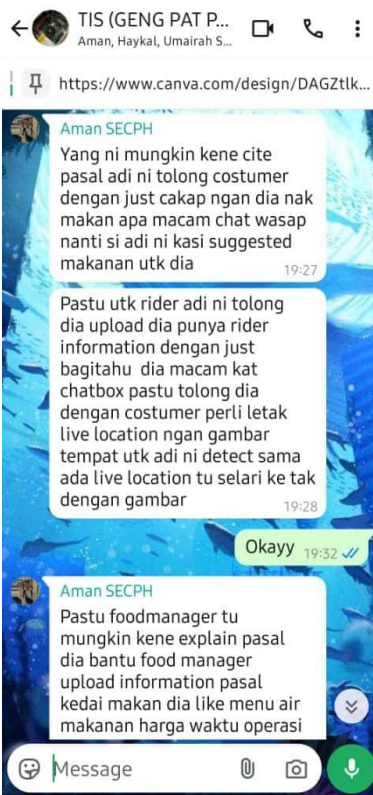 TIS (GENG PAT P...
Aman, Haykal, Umairah S...
https://www.canva.com/design/DAGZtlk...
Aman SECPH
Yang ni mungkin kene cite
pasal adi ni tolong costumer
dengan just cakap ngan dia nak
makan apa macam chat wasap
nanti si adi ni kasi suggested
makanan utk dia
19:27
Pastu utk rider adi ni tolong
dia upload dia punya rider
information dengan just
bagitahu dia macam kat
chatbox pastu tolong dia
dengan costumer perli letak
live location ngan gambar
tempat utk adi ni detect sama
ada live location tu selari ke tak
dengan gambar
19:28
Okayy 19:32
Aman SECPH
Pastu foodmanager tu
mungkin kene explain pasal
dia bantu food manager
upload information pasal
kedai makan dia like menu air
makanan harga waktu operasi
Message